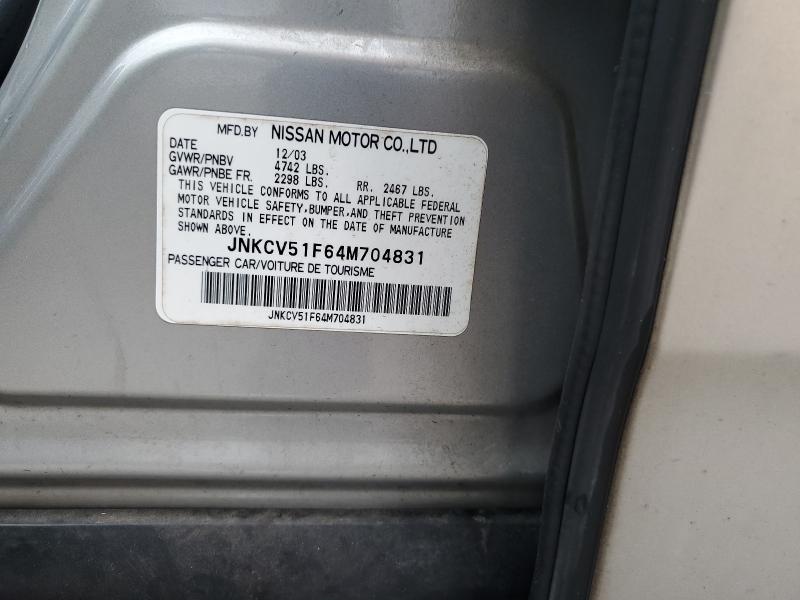 MFD.BY NISSAN MOTOR CO.,LTD
DATE 12/03
GVWR/PNBV 4742 LBS.
GAWR/PNBE FR. 2298 LBS. RR. 2467 LBS.
THIS VEHICLE CONFORMS TO ALL APPLICABLE FEDERAL
MOTOR VEHICLE SAFETY,BUMPER,AND THEFT PREVENTION
STANDARDS IN EFFECT ON THE DATE OF MANUFACTURE
SHOWN ABOVE.
JNKCV51F64M704831
PASSENGER CAR/VOITURE DE TOURISME
JNKCV51F64M704831